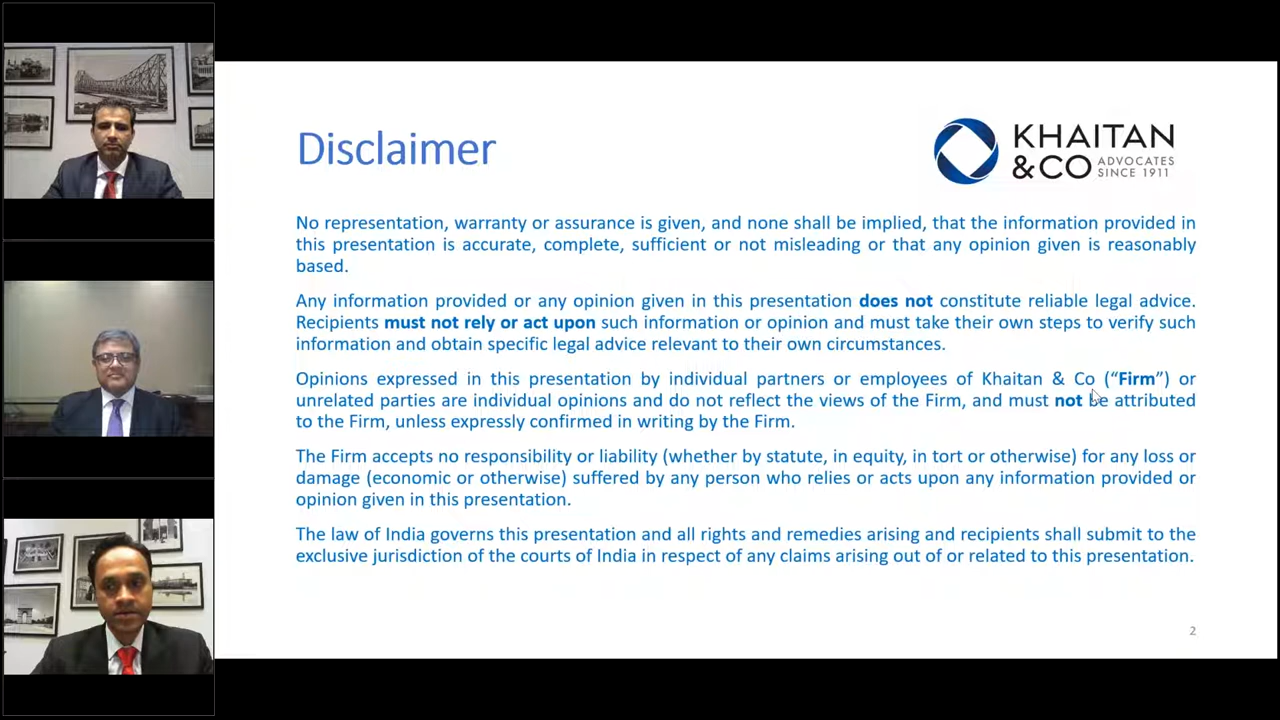 Disclaimer
KHAITAN
&CO ADVOCATES
SINCE 1911
No representation, warranty or assurance is given, and none shall be implied, that the information provided in
this presentation is accurate, complete, sufficient or not misleading or that any opinion given is reasonably
based.
Any information provided or any opinion given in this presentation does not constitute reliable legal advice.
Recipients must not rely or act upon such information or opinion and must take their own steps to verify such
information and obtain specific legal advice relevant to their own circumstances.
Opinions expressed in this presentation by individual partners or employees of Khaitan & Co (“Firm”) or
unrelated parties are individual opinions and do not reflect the views of the Firm, and must not be attributed
to the Firm, unless expressly confirmed in writing by the Firm.
The Firm accepts no responsibility or liability (whether by statute, in equity, in tort or otherwise) for any loss or
damage (economic or otherwise) suffered by any person who relies or acts upon any information provided or
opinion given in this presentation.
The law of India governs this presentation and all rights and remedies arising and recipients shall submit to the
exclusive jurisdiction of the courts of India in respect of any claims arising out of or related to this presentation.
2